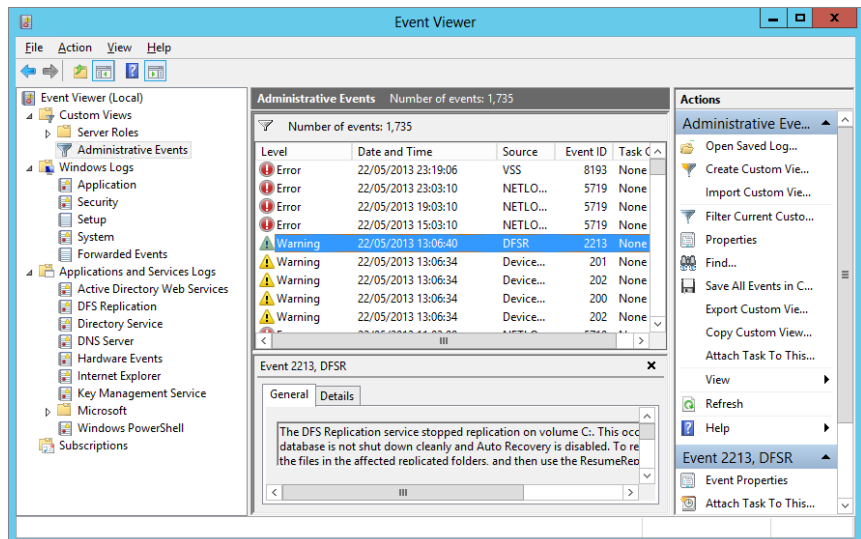 Event Viewer
File Action View Help
Event Viewer (Local)
Custom Views
Server Roles
Administrative Events
Windows Logs
Application
Security
Setup
System
Forwarded Events
Applications and Services Logs
Active Directory Web Services
DFS Replication
Directory Service
DNS Server
Hardware Events
Internet Explorer
Key Management Service
Microsoft
Windows PowerShell
Subscriptions
Administrative Events Number of events: 1,735
Number of events: 1,735
Level Date and Time Source Event ID Task C
Error 22/05/2013 23:19:06 VSS 8193 None
Error 22/05/2013 23:03:10 NETLO... 5719 None
Error 22/05/2013 19:03:10 NETLO... 5719 None
Error 22/05/2013 15:03:10 NETLO... 5719 None
Warning 22/05/2013 13:06:40 DFSR 2213 None
Warning 22/05/2013 13:06:34 Device... 201 None
Warning 22/05/2013 13:06:34 Device... 202 None
Warning 22/05/2013 13:06:34 Device... 200 None
Warning 22/05/2013 13:06:34 Device... 202 None
Event 2213, DFSR
General Details
The DFS Replication service stopped replication on volume C:. This occ
database is not shut down cleanly and Auto Recovery is disabled. To re
the files in the affected replicated folders, and then use the ResumeRep
Actions
Administrative Eve...
Open Saved Log...
Create Custom Vie...
Import Custom Vie...
Filter Current Custo...
Properties
Find...
Save All Events in C...
Export Custom Vie...
Copy Custom View...
Attach Task To This...
View
Refresh
Help
Event 2213, DFSR
Event Properties
Attach Task To This...